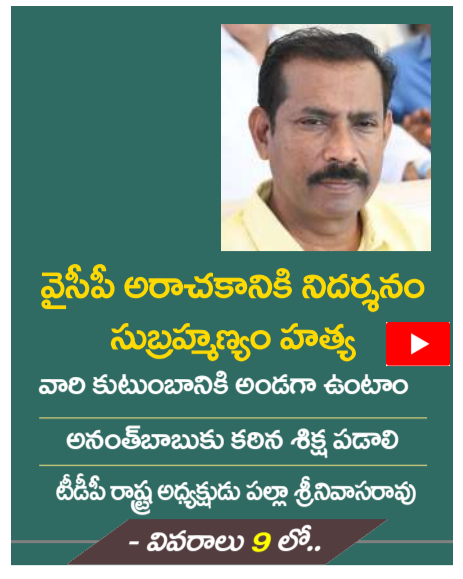 వైసీపీ అరాచకానికి నిదర్శనం
సుబ్రహ్మణ్యం హత్య
వారి కుటుంబానికి అండగా ఉంటాం
అనంత్‌బాబుకు కఠిన శిక్ష పడాలి
టీడీపీ రాష్ట్ర అధ్యక్షుడు పల్లా శ్రీనివాసరావు
- వివరాలు 9 లో..